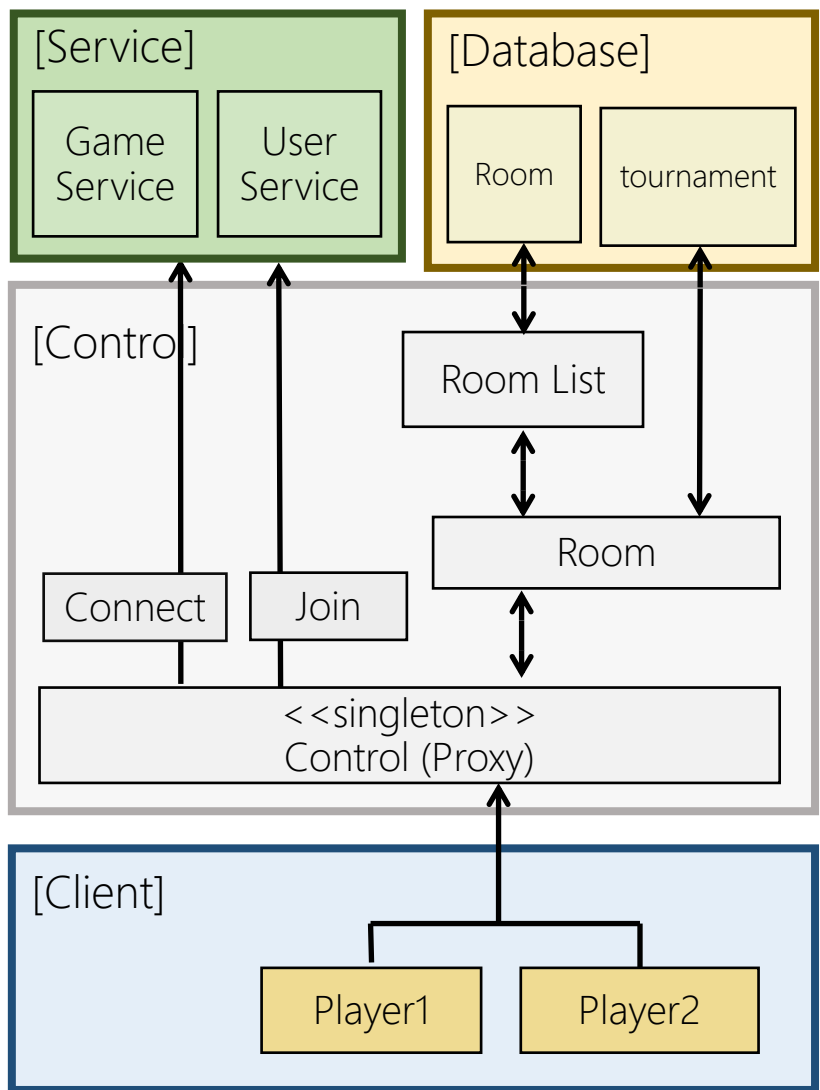 [Service]
Game
Service
User
Service
[Database]
Room
tournament
[Control]
Room List
Room
Connect
Join
<<singleton>>
Control (Proxy)
[Client]
Player1
Player2